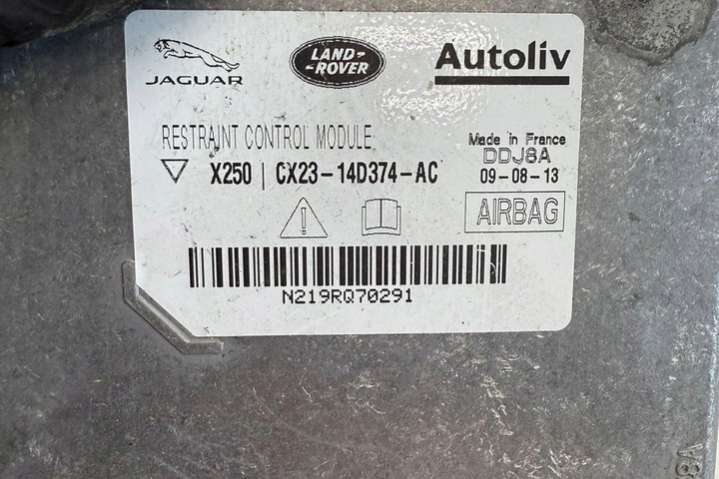 JAGUAR
LAND-
-ROVER
Autoliv
RESTRAINT CONTROL MODULE
Made in France
DDJ8A
X250 | CX23-14D374-AC
09-08-13
AIRBAG
N219RQ70291